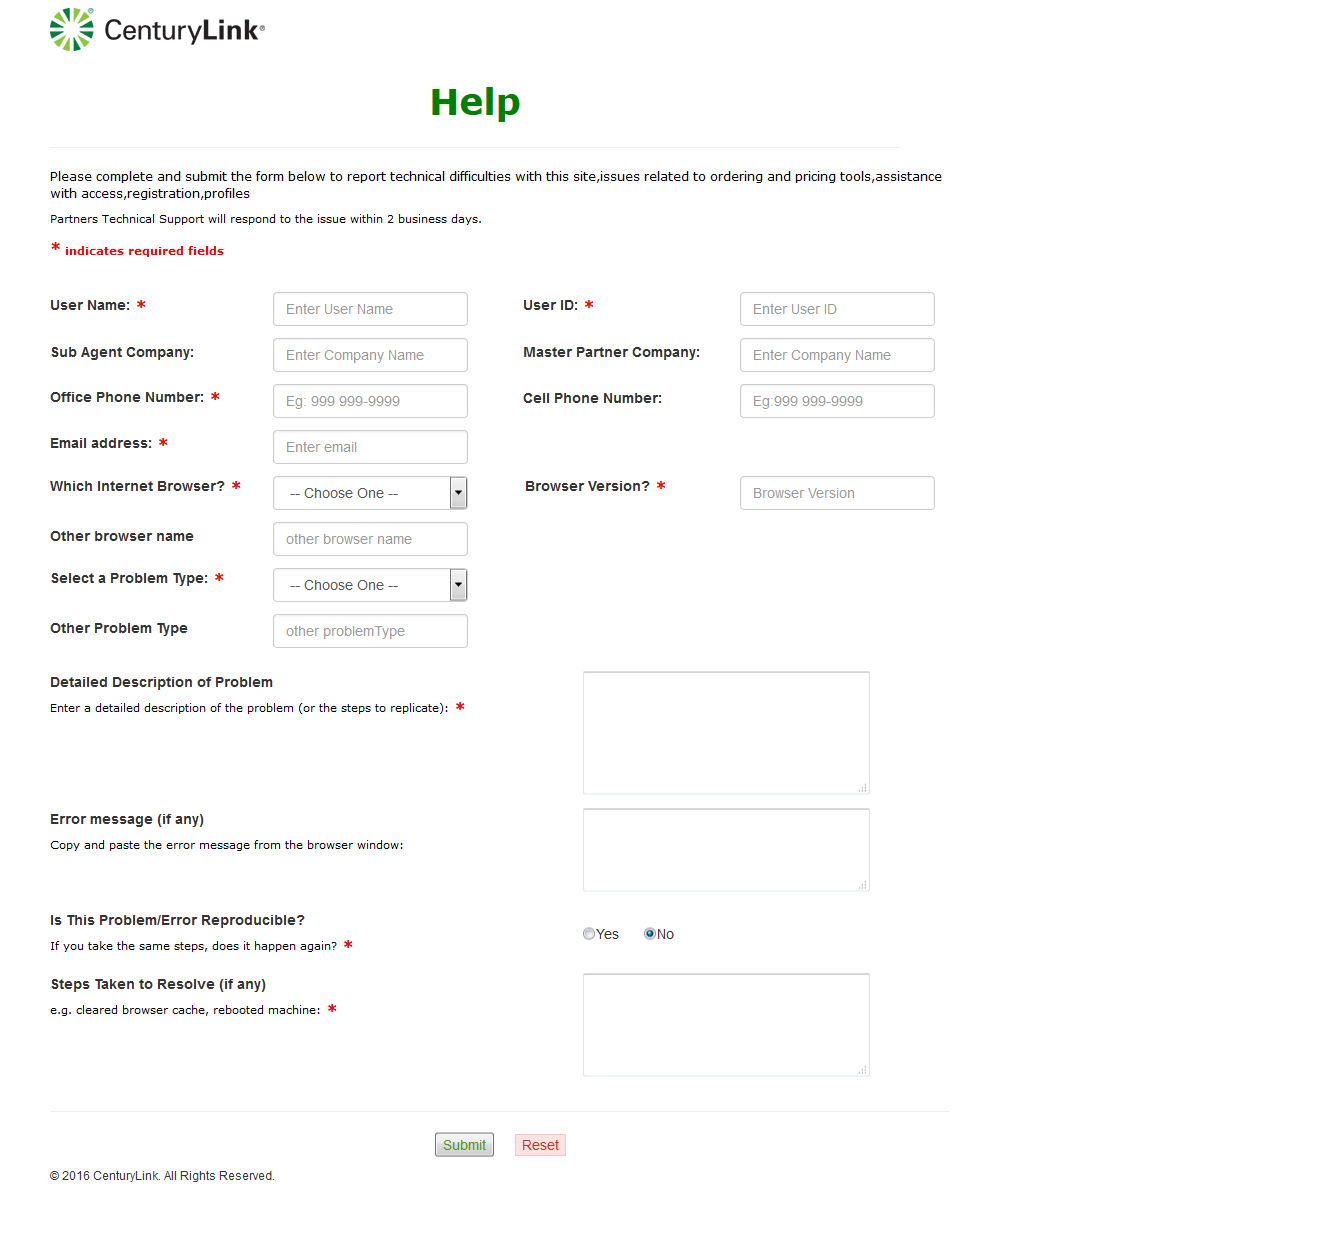 CenturyLink®
Help
Please complete and submit the form below to report technical difficulties with this site,issues related to ordering and pricing tools,assistance
with access,registration,profiles
Partners Technical Support will respond to the issue within 2 business days.
* indicates required fields
User Name: * Enter User Name User ID: * Enter User ID
Sub Agent Company: Enter Company Name Master Partner Company: Enter Company Name
Office Phone Number: * Eg: 999 999-9999 Cell Phone Number: Eg:999 999-9999
Email address: * Enter email
Which Internet Browser? * -- Choose One -- Browser Version? * Browser Version
Other browser name other browser name
Select a Problem Type: * -- Choose One --
Other Problem Type other problemType
Detailed Description of Problem
Enter a detailed description of the problem (or the steps to replicate): *
Error message (if any)
Copy and paste the error message from the browser window:
Is This Problem/Error Reproducible?
If you take the same steps, does it happen again? * Yes No
Steps Taken to Resolve (if any)
e.g. cleared browser cache, rebooted machine: *
Submit Reset
© 2016 CenturyLink. All Rights Reserved.